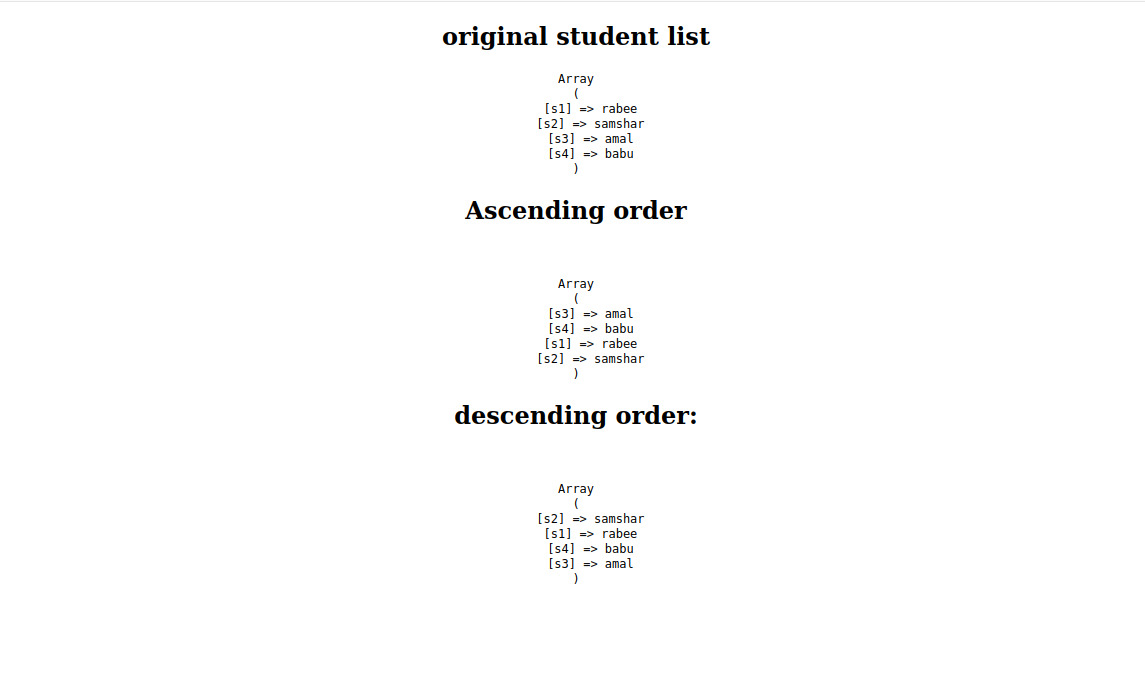 original student list
Array
(
[s1] => rabee
[s2] => samshar
[s3] => amal
[s4] => babu
)
Ascending order
Array
(
[s3] => amal
[s4] => babu
[s1] => rabee
[s2] => samshar
)
descending order:
Array
(
[s2] => samshar
[s1] => rabee
[s4] => babu
[s3] => amal
)